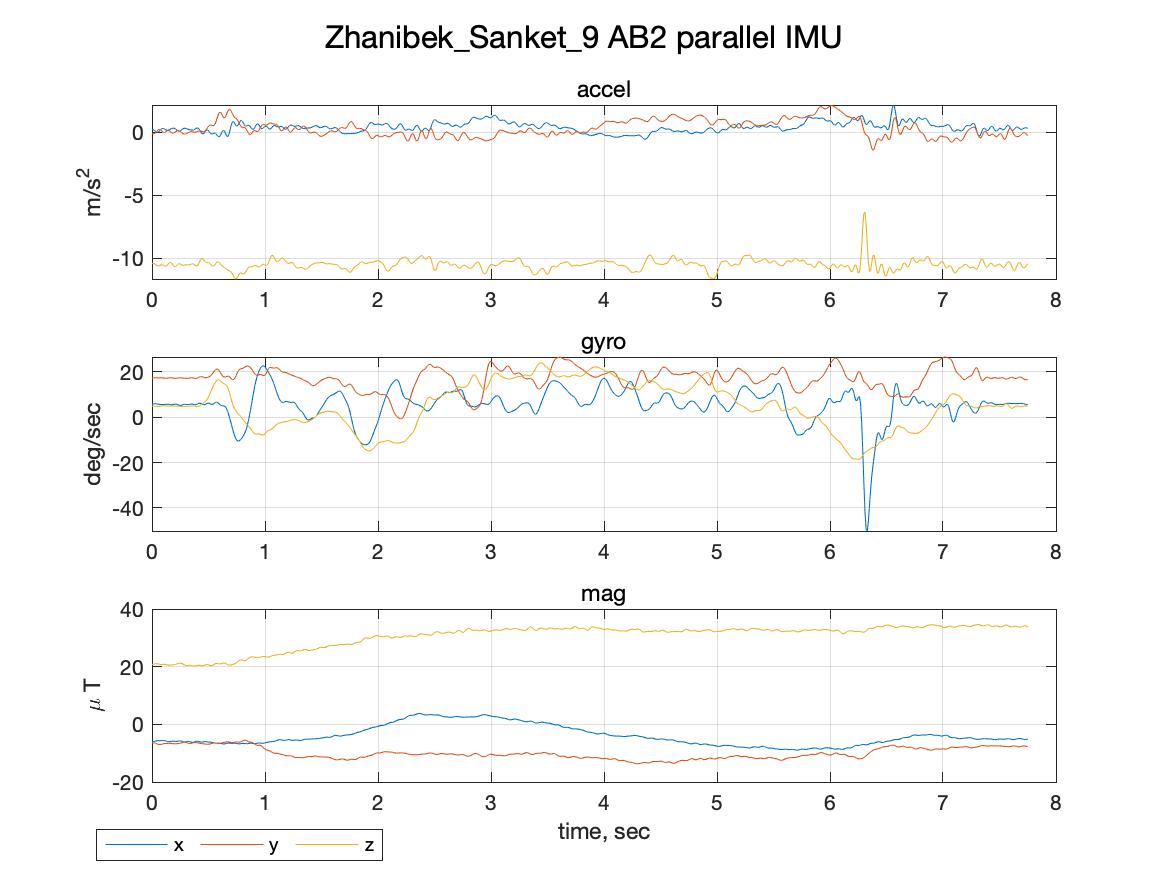 Zhanibek_Sanket_9 AB2 parallel IMU
accel
0
-5
-10
m/s²
0 1 2 3 4 5 6 7 8
gyro
20
0
-20
-40
deg/sec
0 1 2 3 4 5 6 7 8
mag
40
20
0
-20
μ T
0 1 2 3 4 5 6 7 8
time, sec
x y z